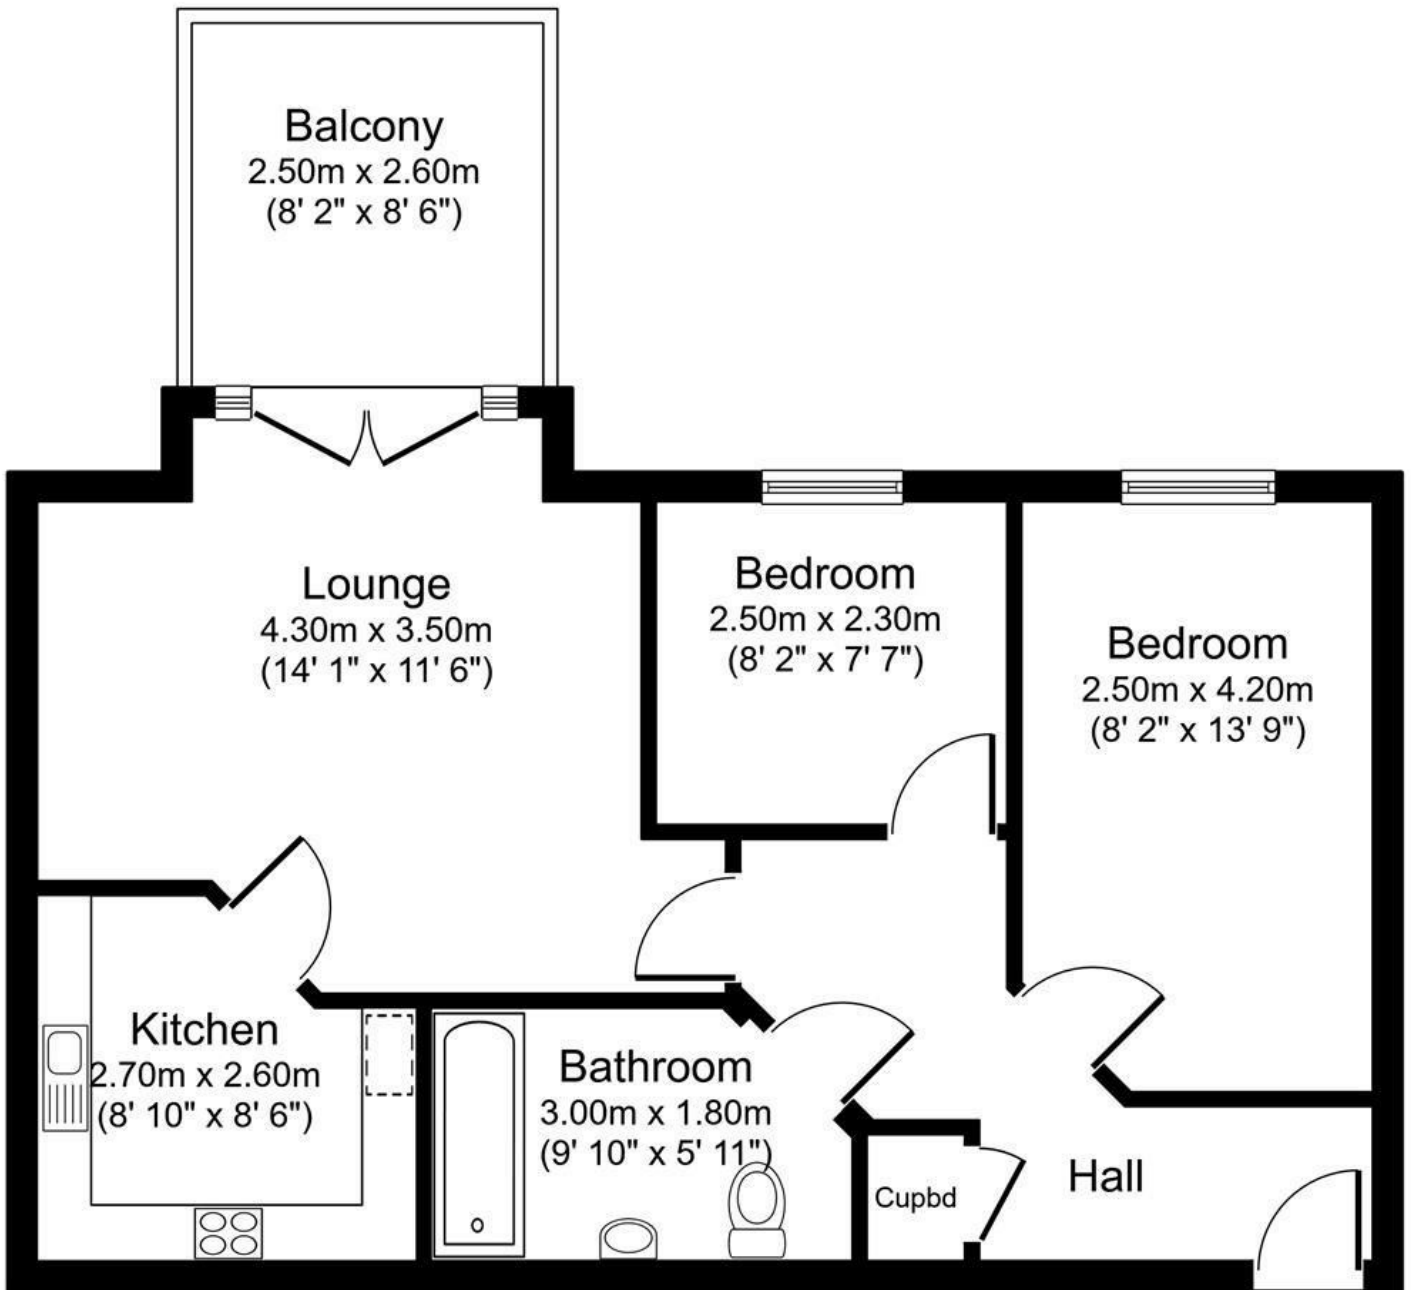 Balcony
2.50m x 2.60m
(8' 2" x 8' 6")
Lounge
4.30m x 3.50m
(14' 1" x 11' 6")
Bedroom
2.50m x 2.30m
(8' 2" x 7' 7")
Bedroom
2.50m x 4.20m
(8' 2" x 13' 9")
Kitchen
2.70m x 2.60m
(8' 10" x 8' 6")
Bathroom
3.00m x 1.80m
(9' 10" x 5' 11")
Cupbd
Hall